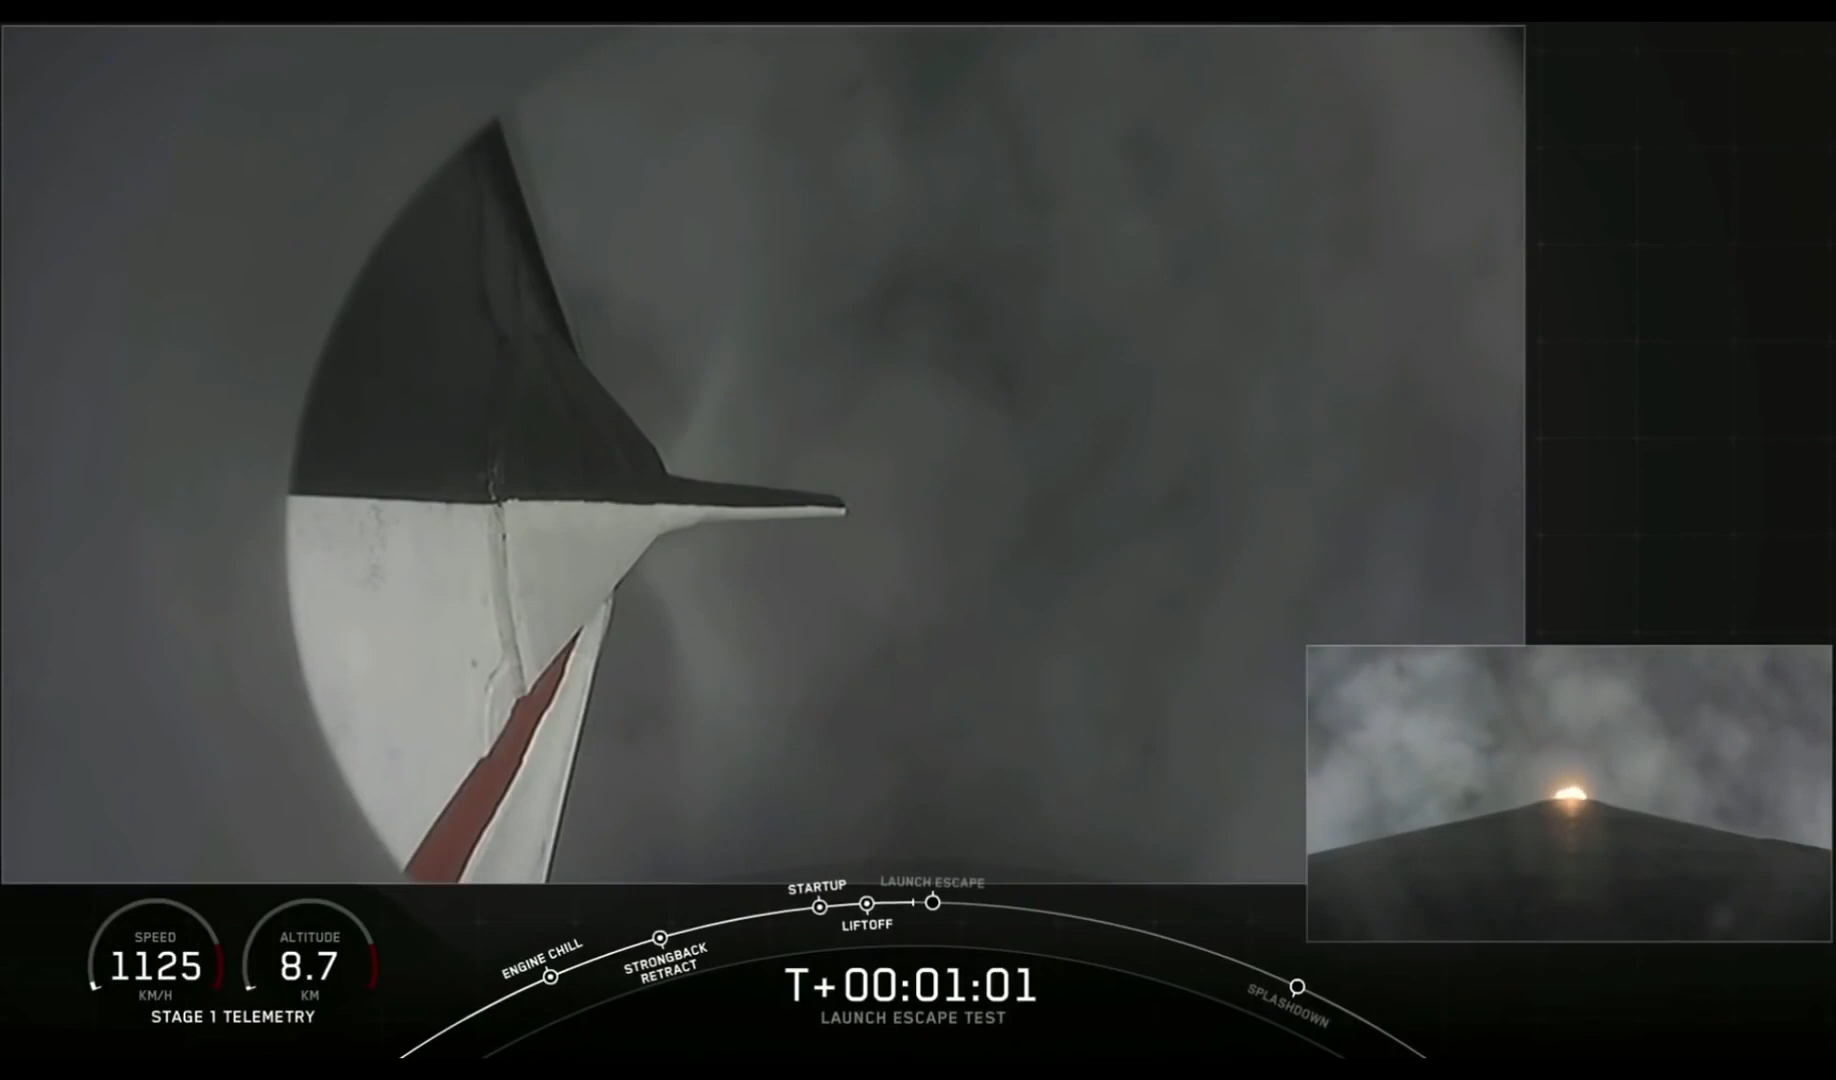 STARTUP
LAUNCH ESCAPE
LIFTOFF
ENGINE CHILL
STRONGBACK
RETRACT
SPEED
1125
KM/H
ALTITUDE
8.7
KM
STAGE 1 TELEMETRY
T+00:01:01
LAUNCH ESCAPE TEST
SPLASHDOWN